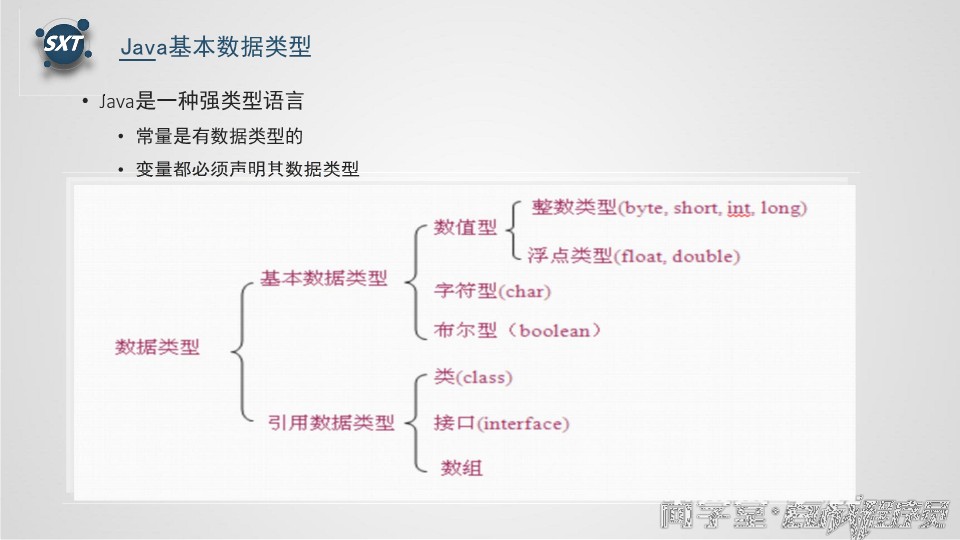 SXT
Java基本数据类型
• Java是一种强类型语言
• 常量是有数据类型的
• 变量都必须声明其数据类型
整数类型(byte, short, int, long)
数值型
浮点类型(float, double)
基本数据类型
字符型(char)
布尔型（boolean）
数据类型
类(class)
引用数据类型
接口(interface)
数组